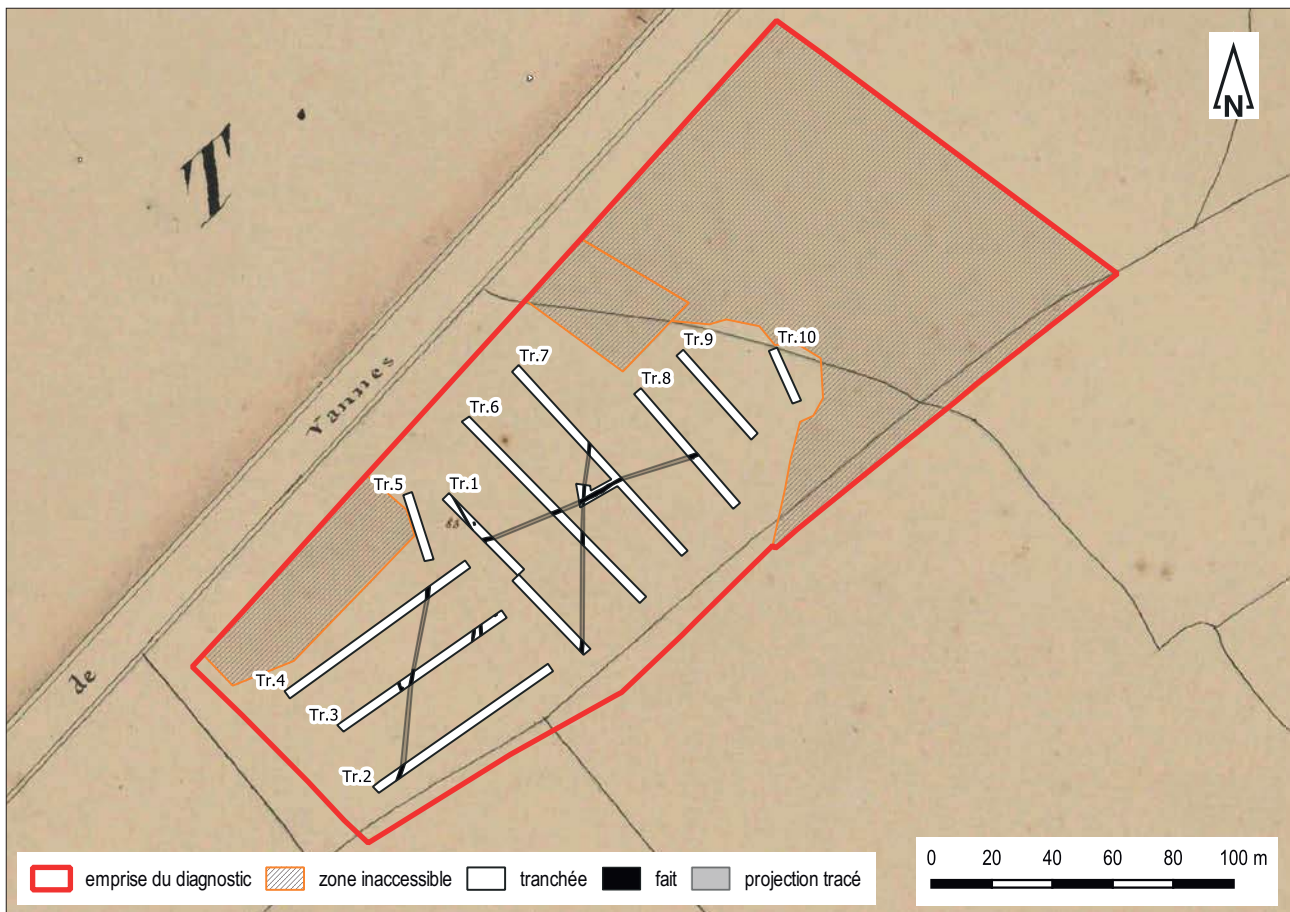 T.
N
Vannes
de
Tr.10
Tr.9
Tr.7
Tr.8
Tr.6
Tr.5
Tr.1
Tr.4
Tr.3
Tr.2
emprise du diagnostic
zone inaccessible
tranchée
fait
projection tracé
0 20 40 60 80 100 m